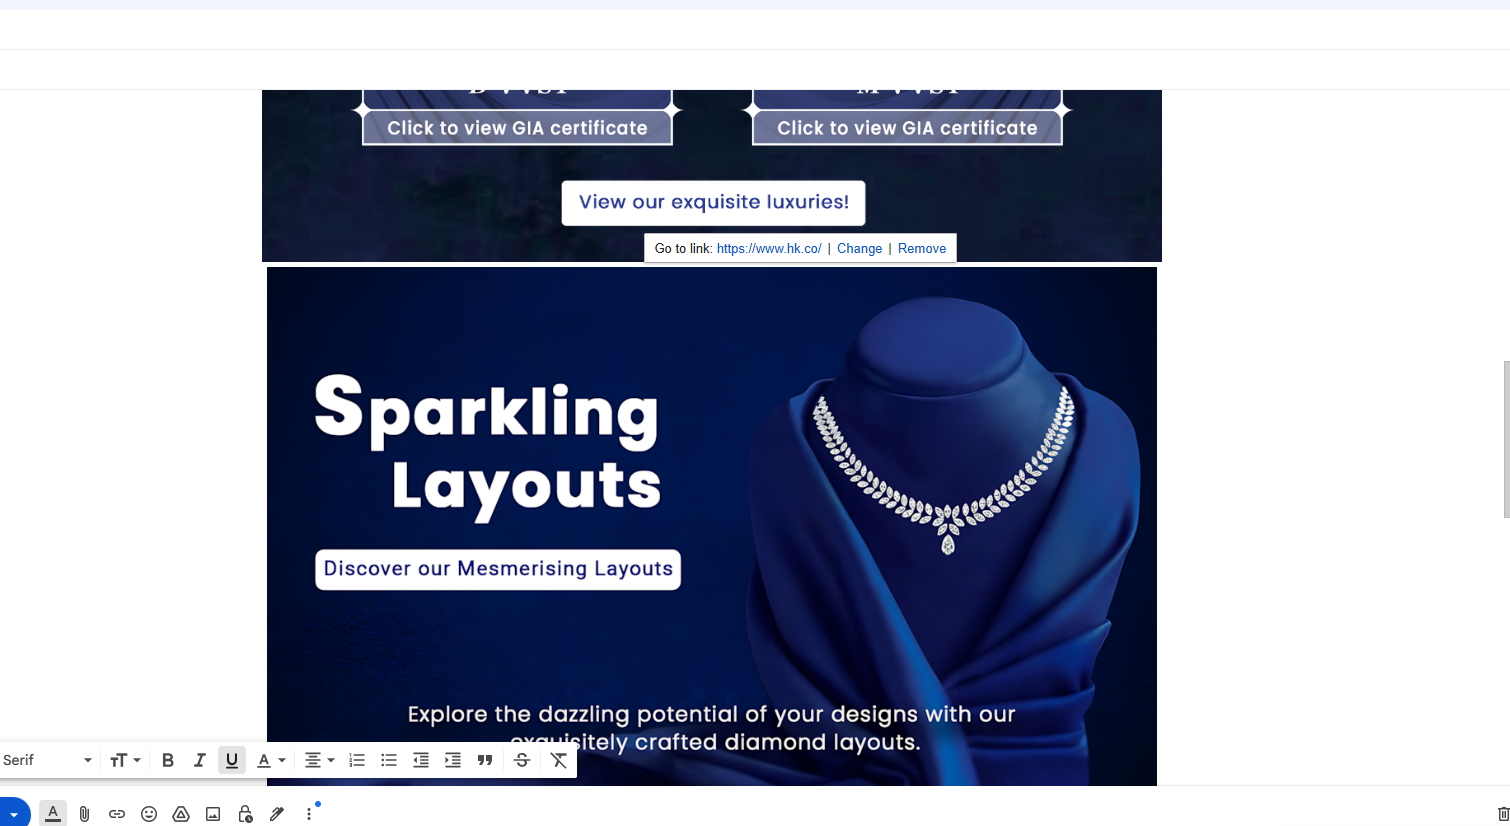 Click to view GIA certificate
Click to view GIA certificate
View our exquisite luxuries!
Go to link: https://www.hk.co/ | Change | Remove
Sparkling
Layouts
Discover our Mesmerising Layouts
Explore the dazzling potential of your designs with our
exquisitely crafted diamond layouts.
Serif